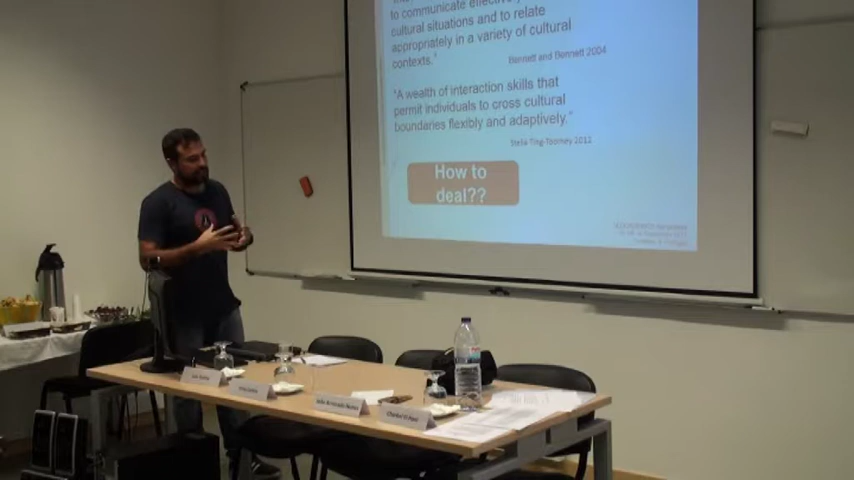 to communicate effectively
cultural situations and to relate
appropriately in a variety of cultural
contexts."
Bennett and Bennett 2004
"A wealth of interaction skills that
permit individuals to cross cultural
boundaries flexibly and adaptively."
Stella Ting-Toomey 2012
How to
deal??